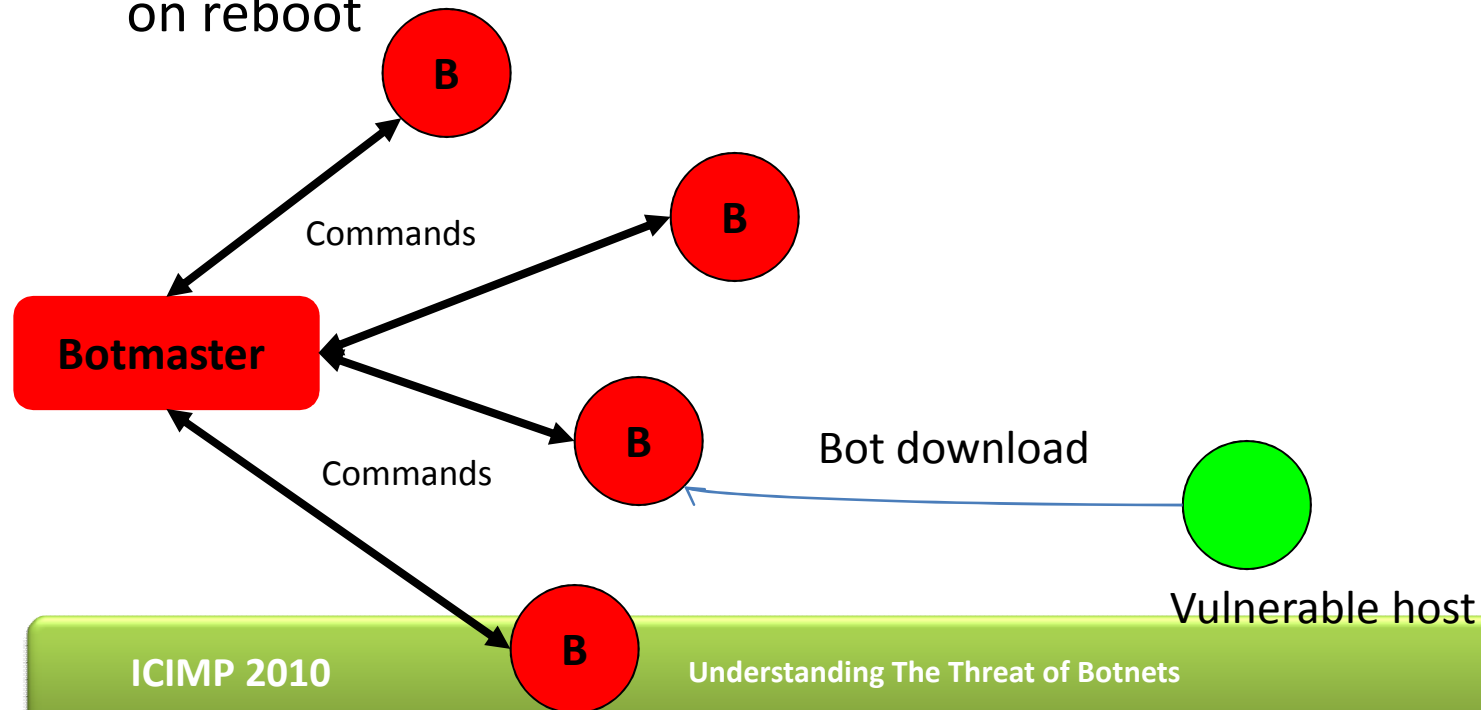 on reboot
B
B
Commands
Botmaster
B
Bot download
Commands
Vulnerable host
B
ICIMP 2010
Understanding The Threat of Botnets